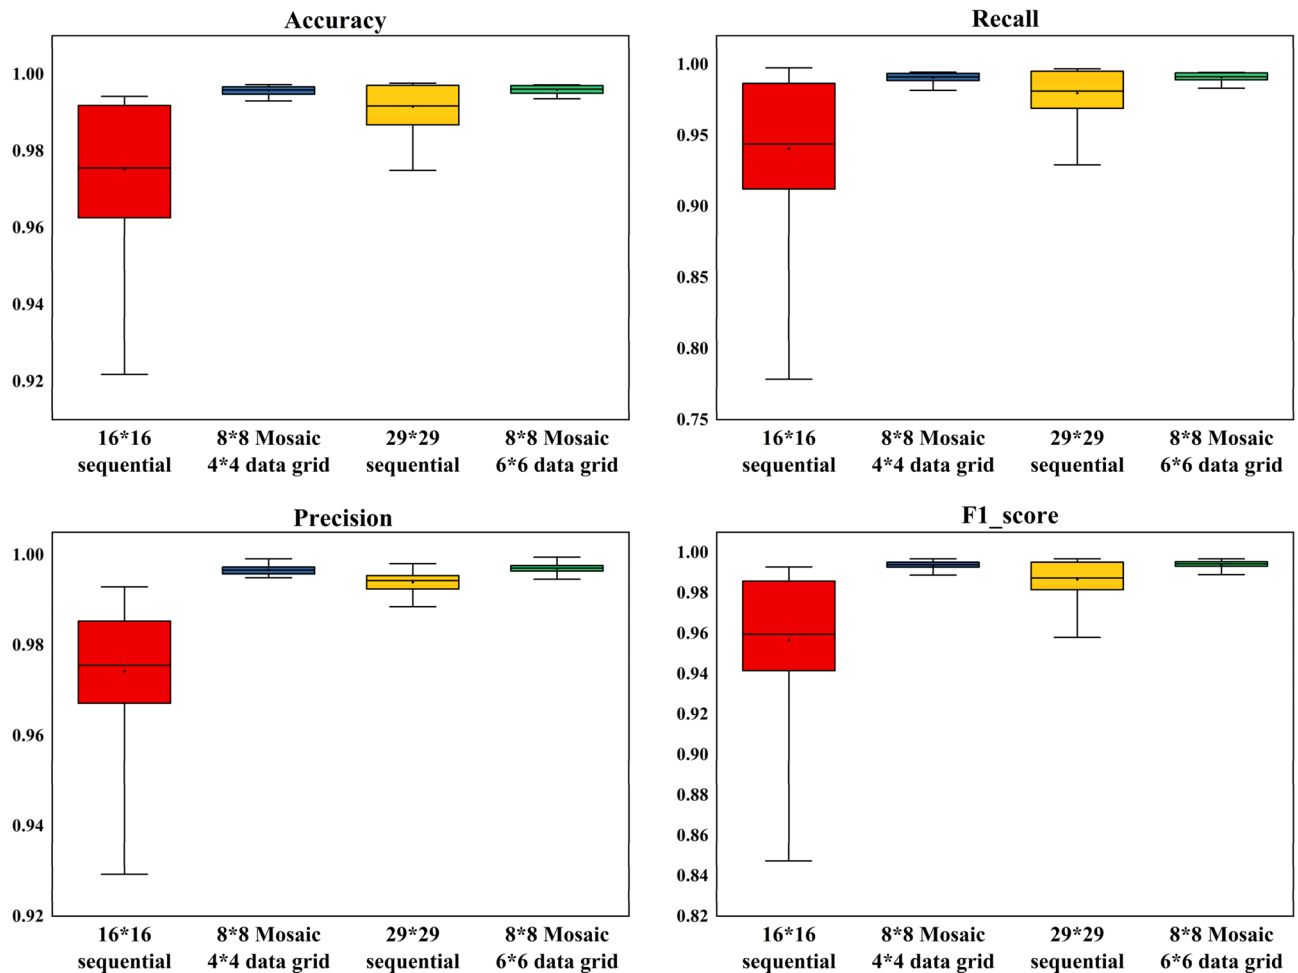 Accuracy
1.00
0.98
0.96
0.94
0.92
16*16 8*8 Mosaic 29*29 8*8 Mosaic
sequential 4*4 data grid sequential 6*6 data grid
Recall
1.00
0.95
0.90
0.85
0.80
0.75
16*16 8*8 Mosaic 29*29 8*8 Mosaic
sequential 4*4 data grid sequential 6*6 data grid
Precision
1.00
0.98
0.96
0.94
0.92
16*16 8*8 Mosaic 29*29 8*8 Mosaic
sequential 4*4 data grid sequential 6*6 data grid
F1_score
1.00
0.98
0.96
0.94
0.92
0.90
0.88
0.86
0.84
0.82
16*16 8*8 Mosaic 29*29 8*8 Mosaic
sequential 4*4 data grid sequential 6*6 data grid